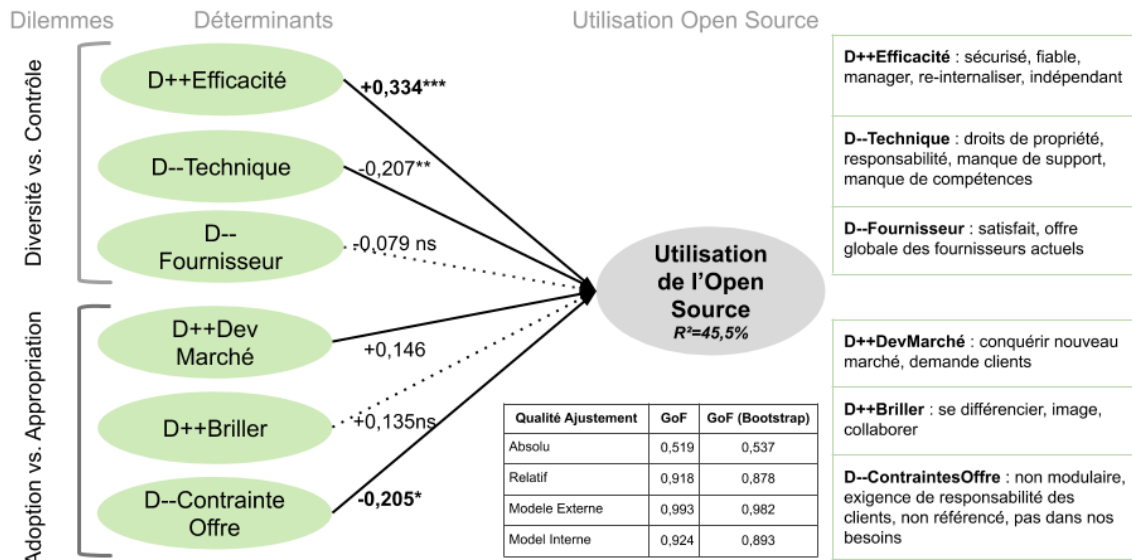 Dilemmes
Déterminants
Utilisation Open Source
Diversité vs. Contrôle
D++Efficacité
+0,334***
D--Technique
-0,207**
D--
Fournisseur
-0,079 ns
Adoption vs. Appropriation
D++Dev
Marché
+0,146
D++Briller
+0,135ns
D--Contrainte
Offre
-0,205*
Utilisation
de l'Open
Source
R²=45,5%
Qualité Ajustement GoF GoF (Bootstrap)
Absolu 0,519 0,537
Relatif 0,918 0,878
Modele Externe 0,993 0,982
Model Interne 0,924 0,893
D++Efficacité : sécurisé, fiable,
manager, re-internaliser, indépendant
D--Technique : droits de propriété,
responsabilité, manque de support,
manque de compétences
D--Fournisseur : satisfait, offre
globale des fournisseurs actuels
D++DevMarché : conquérir nouveau
marché, demande clients
D++Briller : se différencier, image,
collaborer
D--ContraintesOffre : non modulaire,
exigence de responsabilité des
clients, non référencé, pas dans nos
besoins